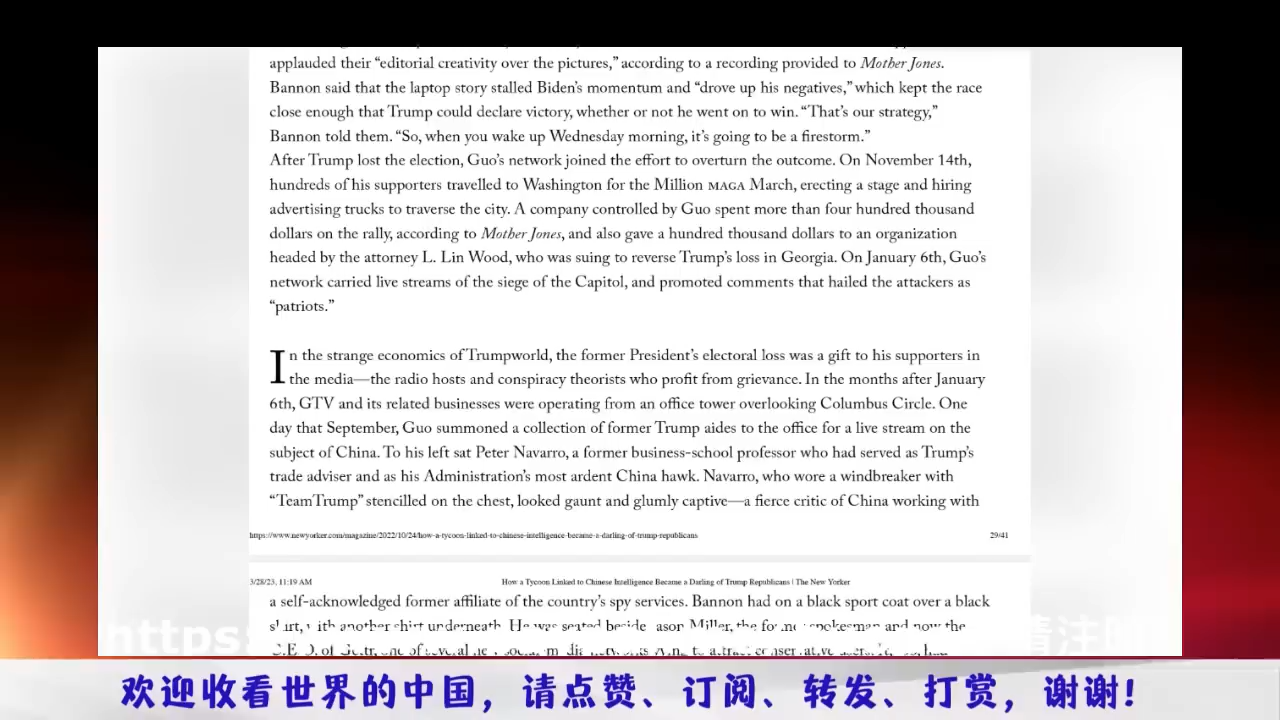 applauded their “editorial creativity over the pictures,” according to a recording provided to Mother Jones.
Bannon said that the laptop story stalled Biden’s momentum and “drove up his negatives,” which kept the race
close enough that Trump could declare victory, whether or not he went on to win. “That’s our strategy,”
Bannon told them. “So, when you wake up Wednesday morning, it’s going to be a firestorm.”
After Trump lost the election, Guo’s network joined the effort to overturn the outcome. On November 14th,
hundreds of his supporters travelled to Washington for the Million MAGA March, erecting a stage and hiring
advertising trucks to traverse the city. A company controlled by Guo spent more than four hundred thousand
dollars on the rally, according to Mother Jones, and also gave a hundred thousand dollars to an organization
headed by the attorney L. Lin Wood, who was suing to reverse Trump’s loss in Georgia. On January 6th, Guo’s
network carried live streams of the siege of the Capitol, and promoted comments that hailed the attackers as
“patriots.”
In the strange economics of Trumpworld, the former President’s electoral loss was a gift to his supporters in
the media—the radio hosts and conspiracy theorists who profit from grievance. In the months after January
6th, GTV and its related businesses were operating from an office tower overlooking Columbus Circle. One
day that September, Guo summoned a collection of former Trump aides to the office for a live stream on the
subject of China. To his left sat Peter Navarro, a former business-school professor who had served as Trump’s
trade adviser and as his Administration’s most ardent China hawk. Navarro, who wore a windbreaker with
“TeamTrump” stencilled on the chest, looked gaunt and glumly captive—a fierce critic of China working with
https://www.newyorker.com/magazine/2022/10/24/how-a-tycoon-linked-to-chinese-intelligence-became-a-darling-of-trump-republicans 29/41
3/28/23, 11:19 AM How a Tycoon Linked to Chinese Intelligence Became a Darling of Trump Republicans | The New Yorker
a self-acknowledged former affiliate of the country’s spy services. Bannon had on a black sport coat over a black
shirt, with another shirt underneath. He was seated beside Jason Miller, the former spokesman and now the
https:
欢迎收看世界的中国，请点赞、订阅、转发、打赏，谢谢！